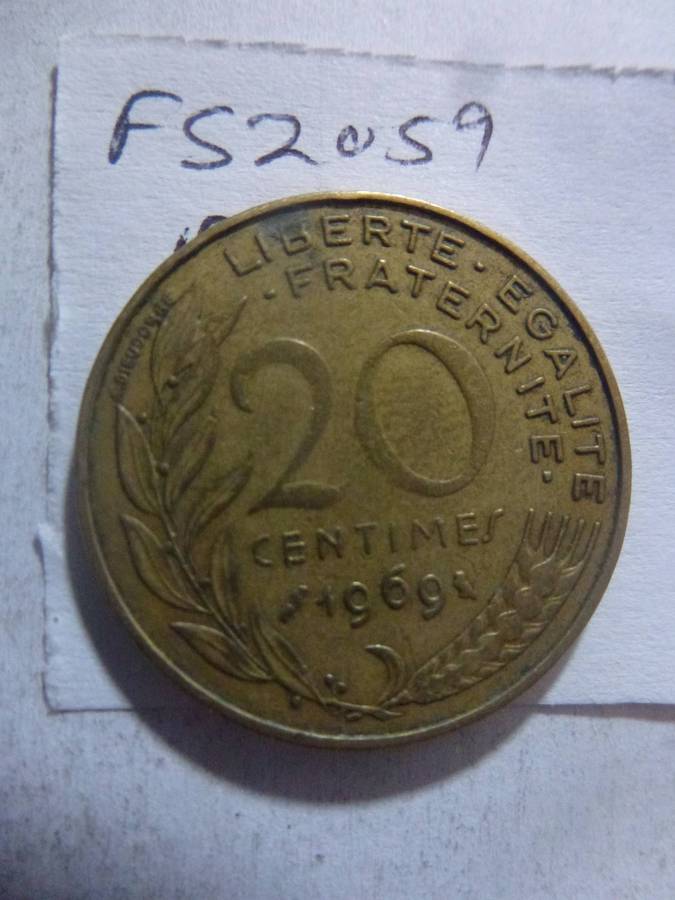 FS2059
LIBERTE · EGALITE
· FRATERNITE ·
20
CENTIMES
1969